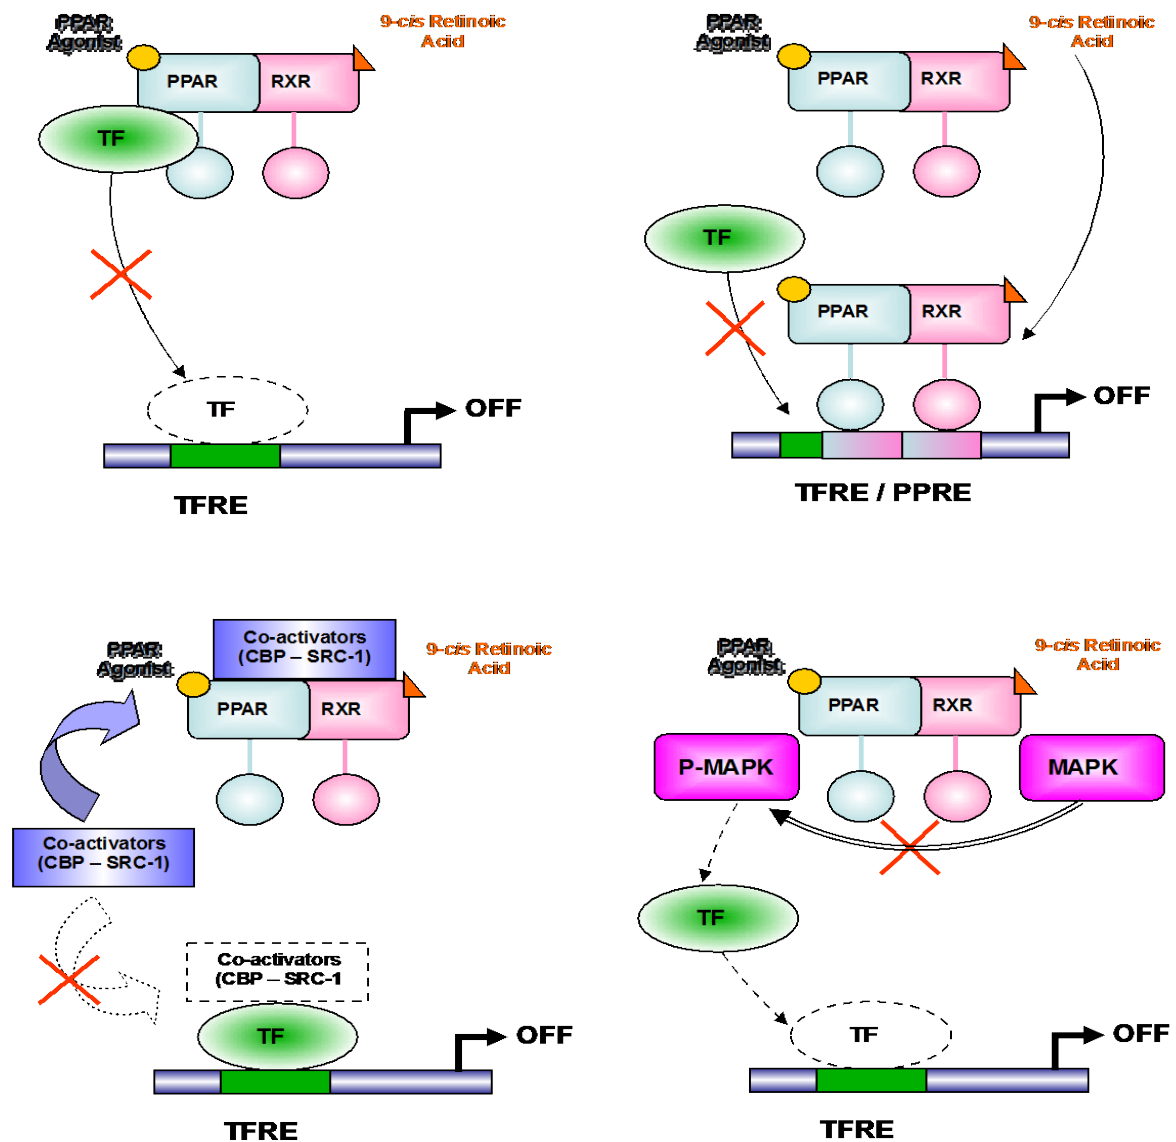 PPAR
Agonist
9-cis Retinoic
Acid
PPAR
RXR
TF
TF
OFF
TFRE
PPAR
Agonist
9-cis Retinoic
Acid
PPAR
RXR
TF
PPAR
RXR
OFF
TFRE / PPRE
Co-activators
(CBP – SRC-1)
PPAR
Agonist
9-cis Retinoic
Acid
PPAR
RXR
Co-activators
(CBP – SRC-1)
Co-activators
(CBP – SRC-1
TF
OFF
TFRE
PPAR
Agonist
9-cis Retinoic
Acid
PPAR
RXR
P-MAPK
MAPK
TF
TF
OFF
TFRE